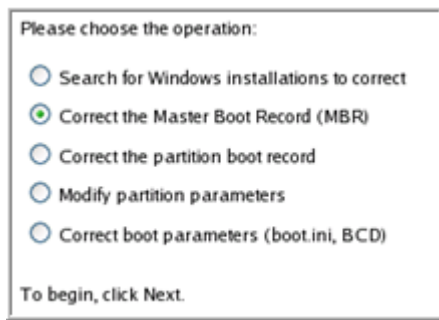 Please choose the operation:
Search for Windows installations to correct
Correct the Master Boot Record (MBR)
Correct the partition boot record
Modify partition parameters
Correct boot parameters (boot.ini, BCD)
To begin, click Next.